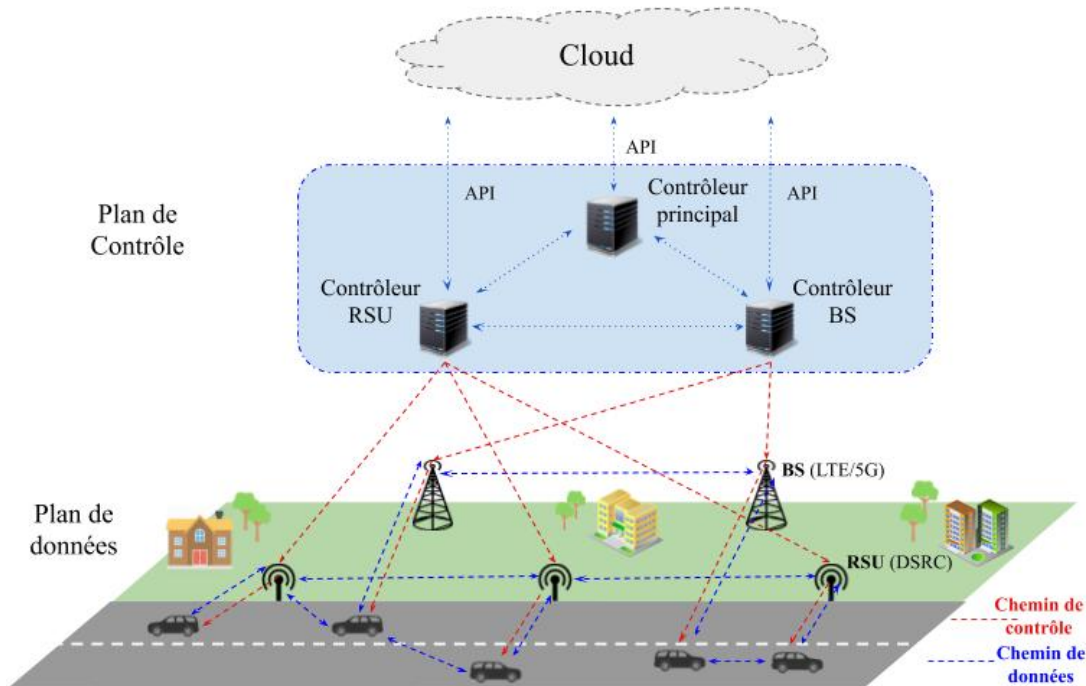 Cloud
API
API
API
Plan de
Contrôle
Contrôleur
principal
Contrôleur
RSU
Contrôleur
BS
BS (LTE/5G)
Plan de
données
RSU (DSRC)
Chemin de
contrôle
Chemin de
données